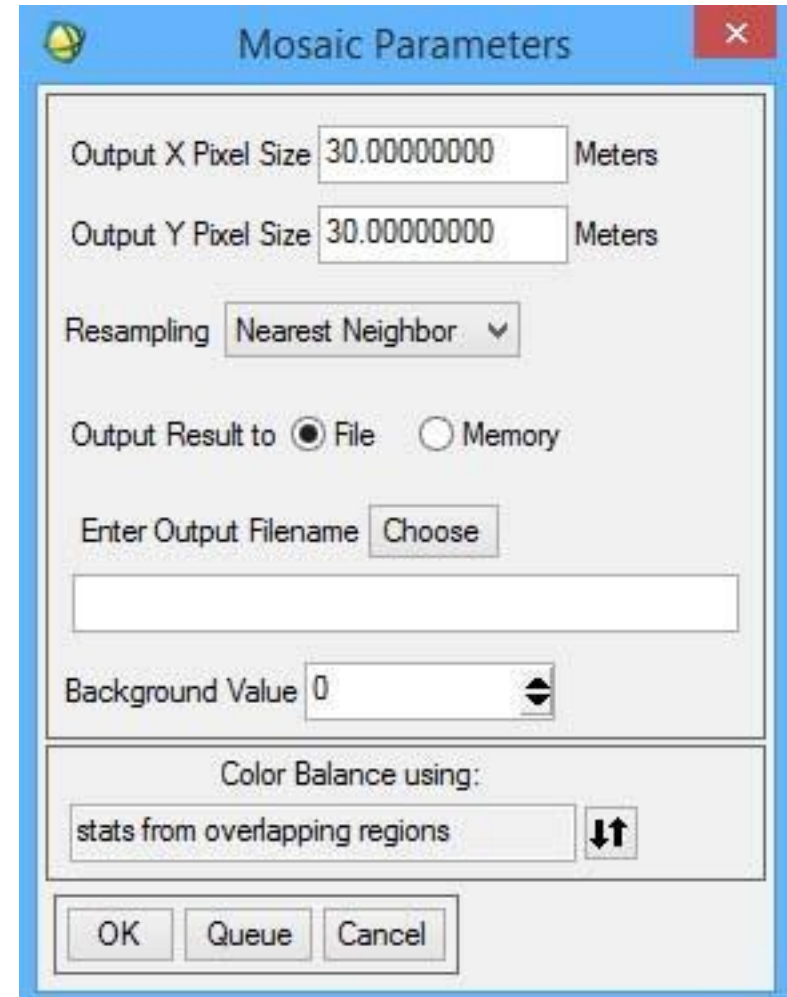 Mosaic Parameters
Output X Pixel Size 30.00000000 Meters
Output Y Pixel Size 30.00000000 Meters
Resampling Nearest Neighbor
Output Result to File Memory
Enter Output Filename Choose
Background Value 0
Color Balance using:
stats from overlapping regions
OK Queue Cancel